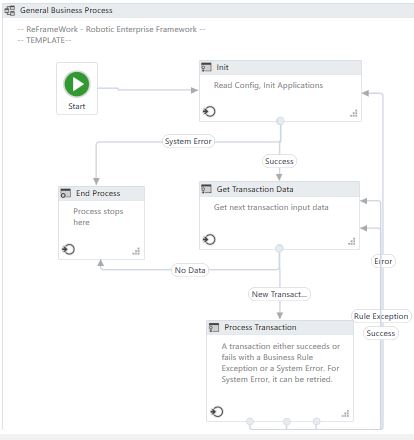 General Business Process
-- ReFrameWork - Robotic Enterprise Framework --
-- TEMPLATE--
Start
Init
Read Config, Init Applications
System Error
Success
End Process
Process stops
here
Get Transaction Data
Get next transaction input data
Error
No Data
New Transact...
Rule Exception
Success
Process Transaction
A transaction either succeeds or
fails with a Business Rule
Exception or a System Error. For
System Error, it can be retried.